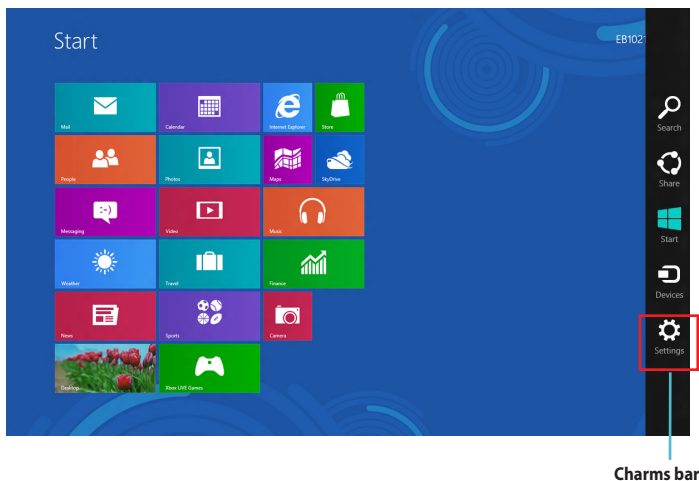 Start
EB102
Mail
Calendar
Internet Explorer
Store
People
Photos
Maps
SkyDrive
Messaging
Video
Music
Weather
Travel
Finance
News
Sports
Camera
Desktop
Xbox LIVE Games
Search
Share
Start
Devices
Settings
Charms bar